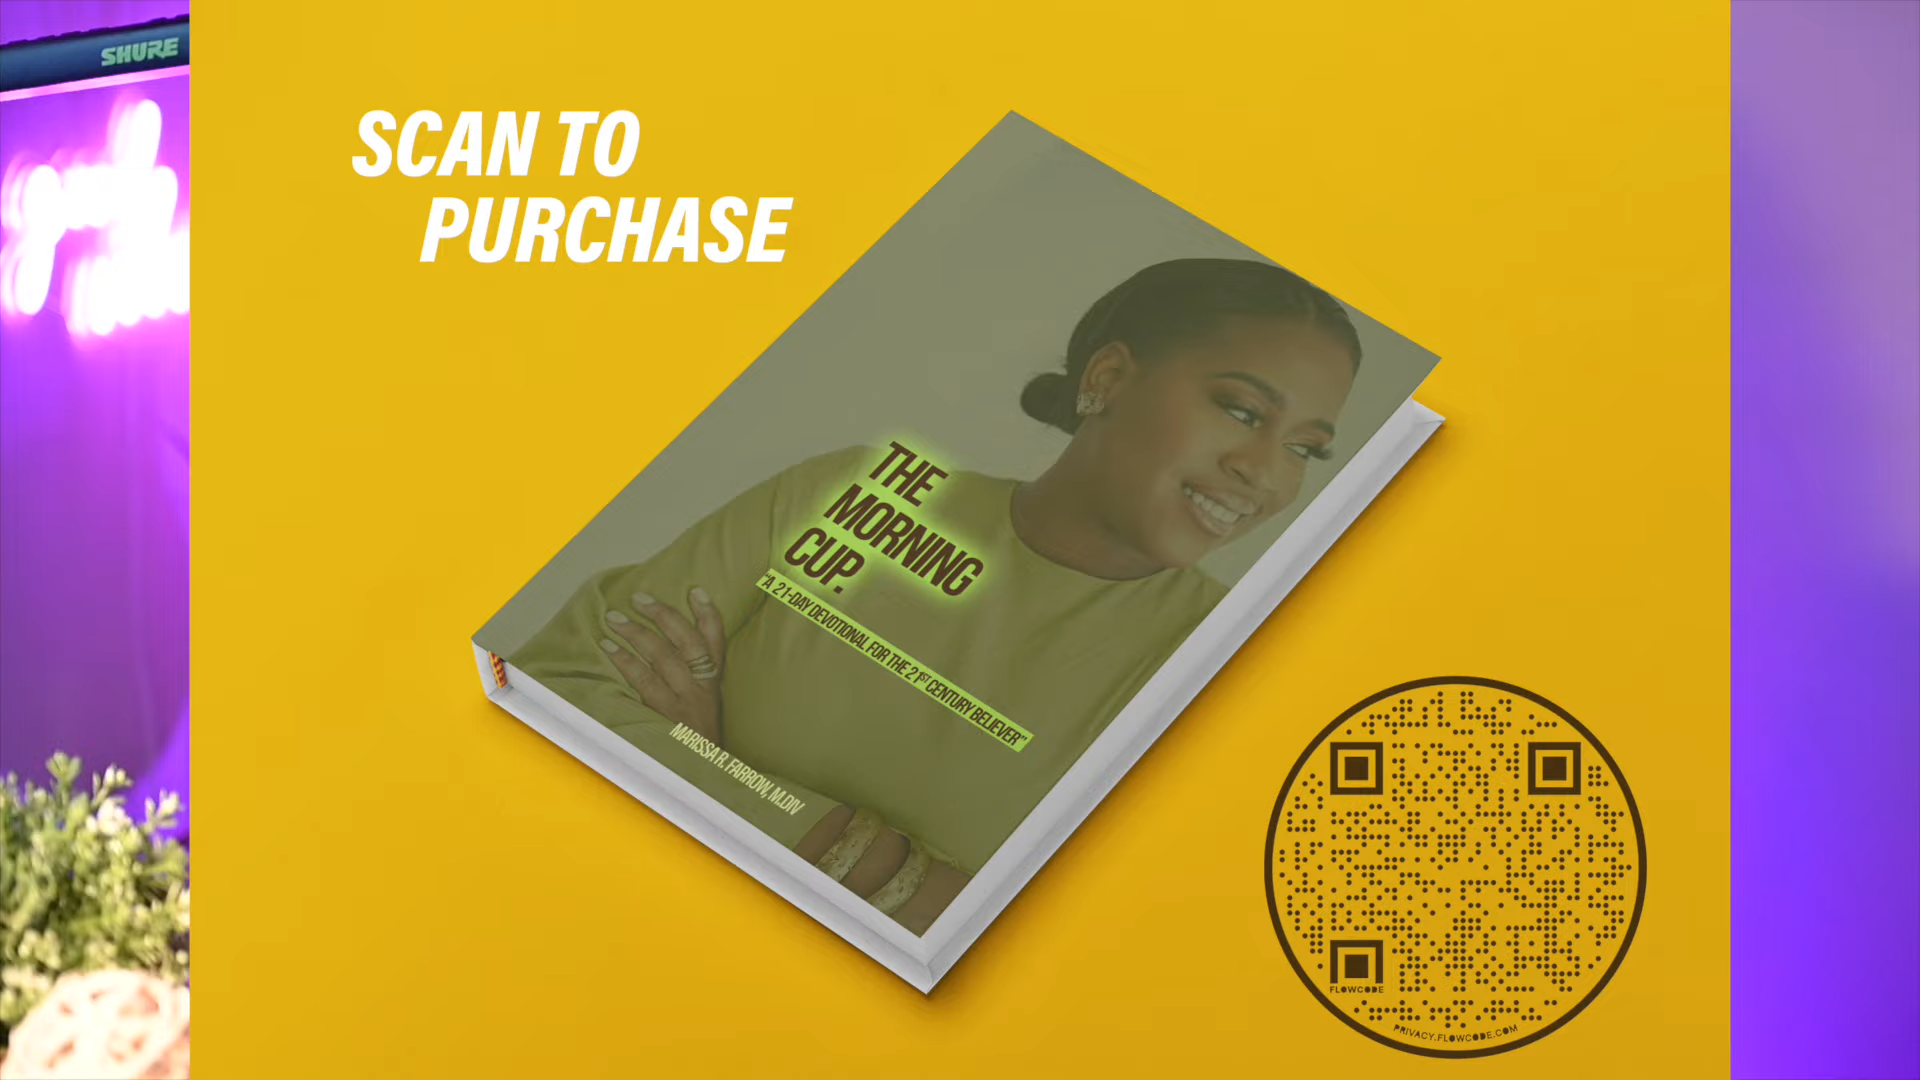 SHURE
SCAN TO
PURCHASE
THE
MORNING
CUP.
"A 21-DAY DEVOTIONAL FOR THE 21ST CENTURY BELIEVER"
MARISSA R. FARROW, M.DIV
FLOWCODE
PRIVACY.FLOWCODE.COM